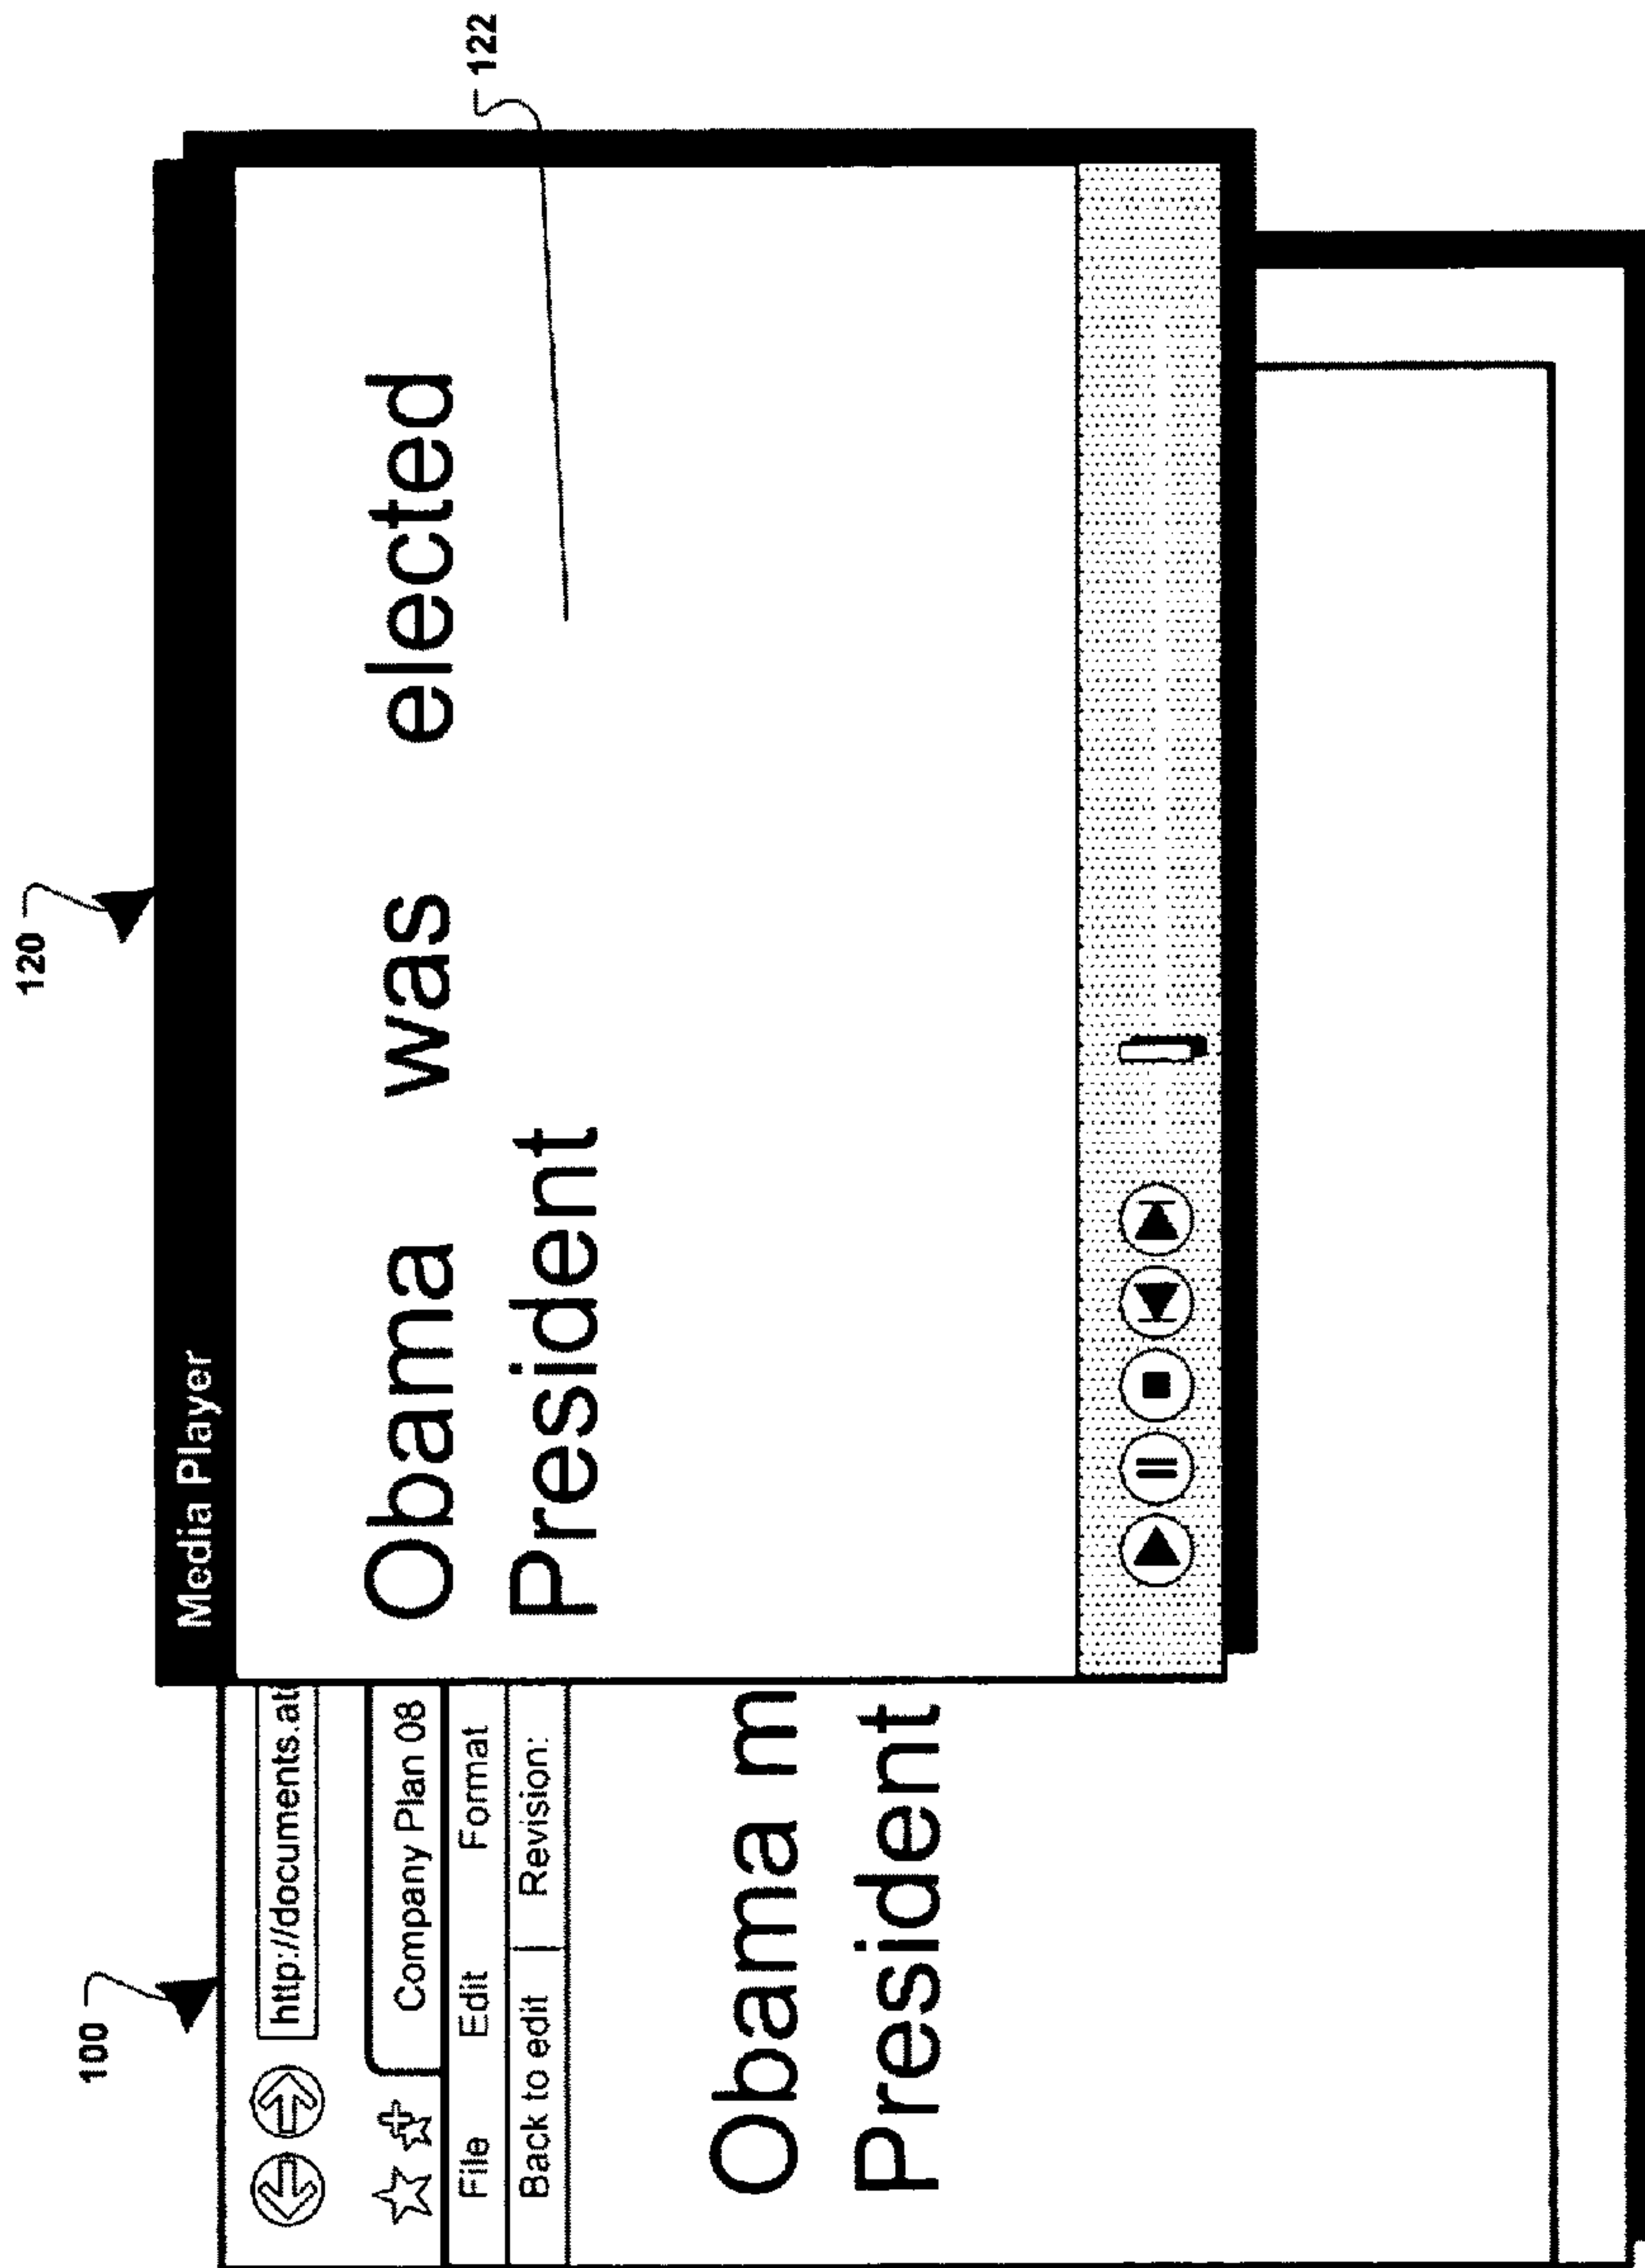 120
122
Media Player
Obama was elected
President
100
http://documents.at
Company Plan 08
File Edit Format
Back to edit | Revision:
Obama m
President